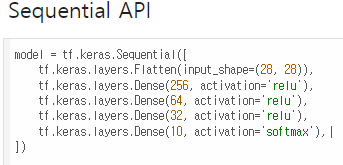 Sequential API
model = tf.keras.Sequential([
    tf.keras.layers.Flatten(input_shape=(28, 28)),
    tf.keras.layers.Dense(256, activation='relu'),
    tf.keras.layers.Dense(64, activation='relu'),
    tf.keras.layers.Dense(32, activation='relu'),
    tf.keras.layers.Dense(10, activation='softmax'),
])